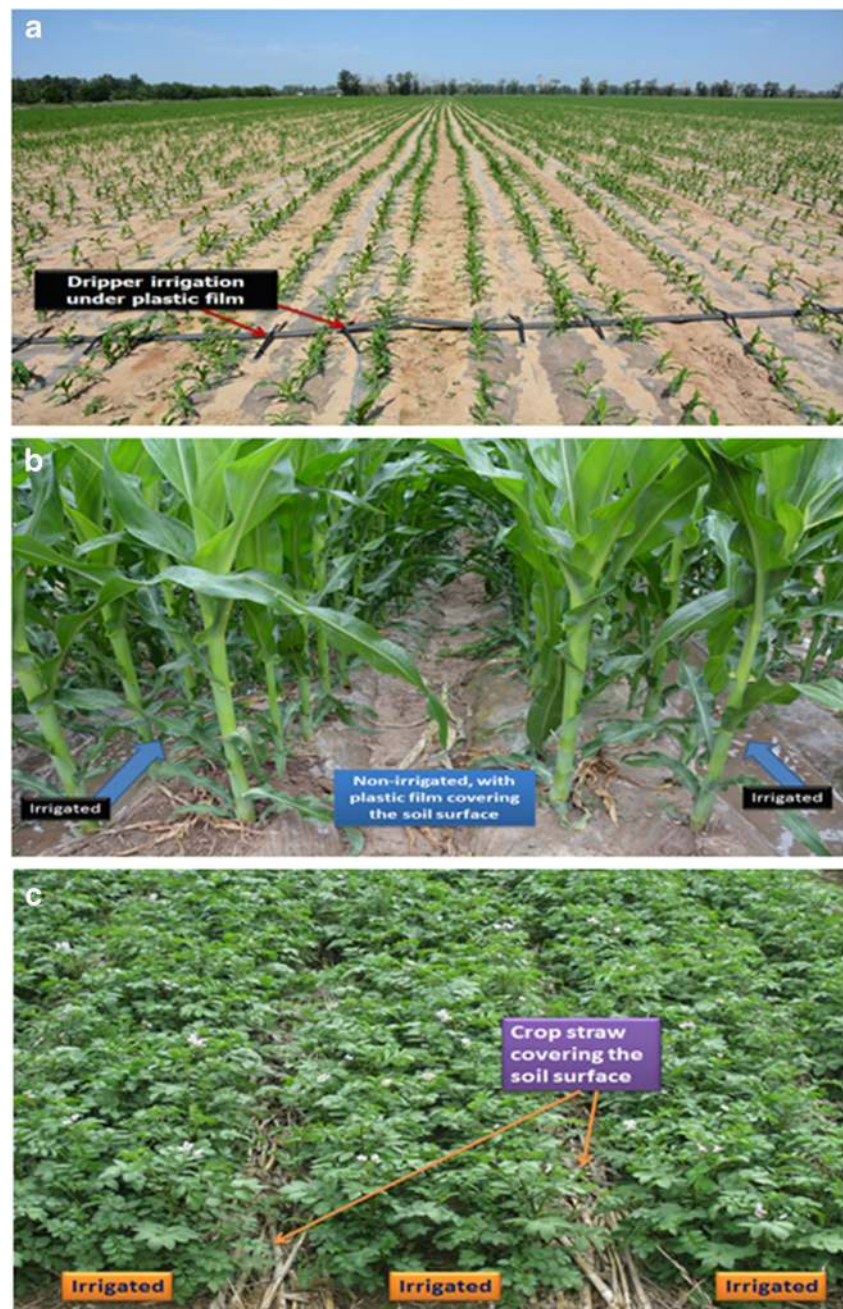 a
Dripper irrigation
under plastic film
b
Irrigated
Non-irrigated, with
plastic film covering
the soil surface
Irrigated
c
Crop straw
covering the
soil surface
Irrigated
Irrigated
Irrigated